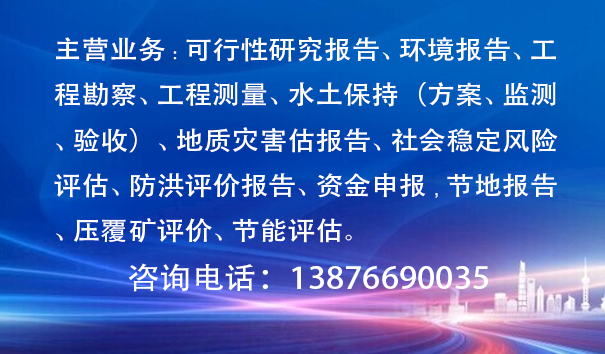 主营业务：可行性研究报告、环境报告、工
程勘察、工程测量、水土保持（方案、监测
、验收）、地质灾害估报告、社会稳定风险
评估、防洪评价报告、资金申报,节地报告
、压覆矿评价、节能评估。
咨询电话：13876690035